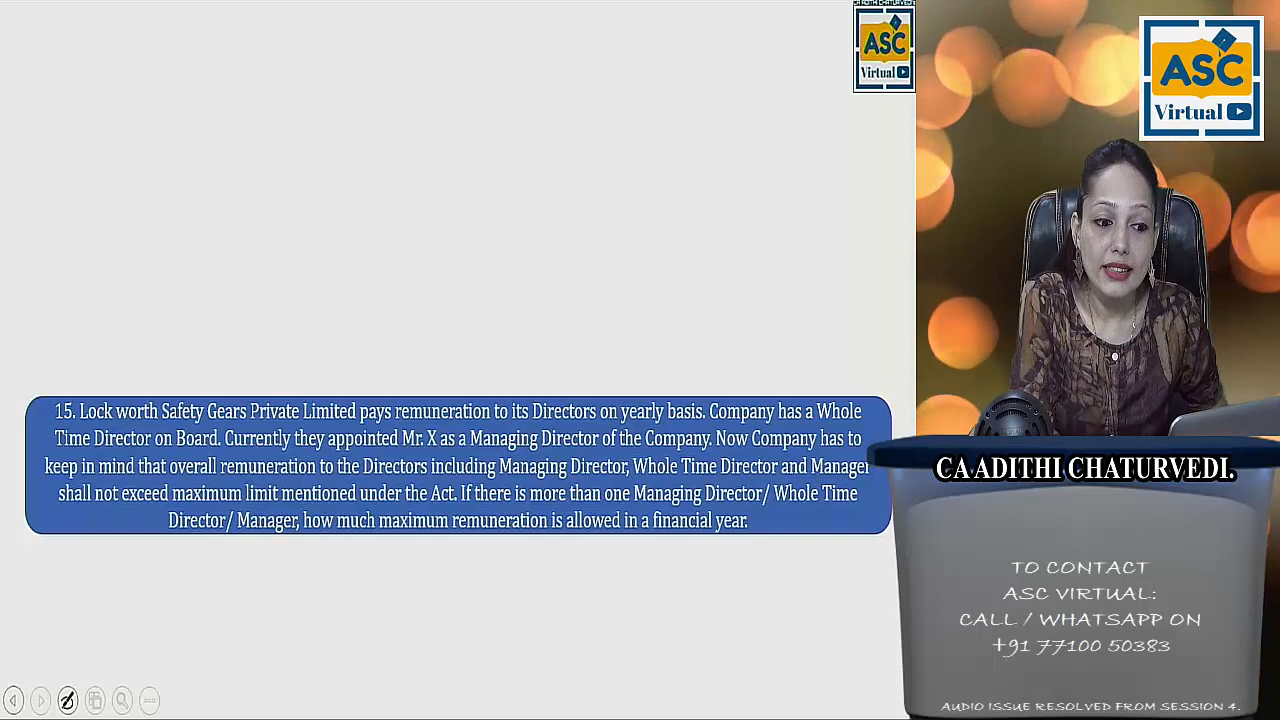 CA ADITHI CHATURVEDI
ASC
Virtual
ASC
Virtual
15. Lock worth Safety Gears Private Limited pays remuneration to its Directors on yearly basis. Company has a Whole
Time Director on Board. Currently they appointed Mr. X as a Managing Director of the Company. Now Company has to
keep in mind that overall remuneration to the Directors including Managing Director, Whole Time Director and Manager
shall not exceed maximum limit mentioned under the Act. If there is more than one Managing Director/ Whole Time
Director/ Manager, how much maximum remuneration is allowed in a financial year.
CA ADITHI CHATURVEDI.
TO CONTACT
ASC VIRTUAL:
CALL / WHATSAPP ON
+91 77100 50383
AUDIO ISSUE RESOLVED FROM SESSION 4.